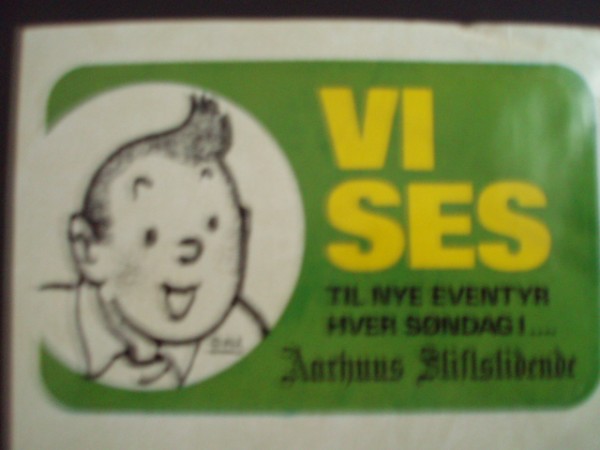 VI
SES
TIL NYE EVENTYR
HVER SØNDAG I....
Aarhuus Stiftstidende